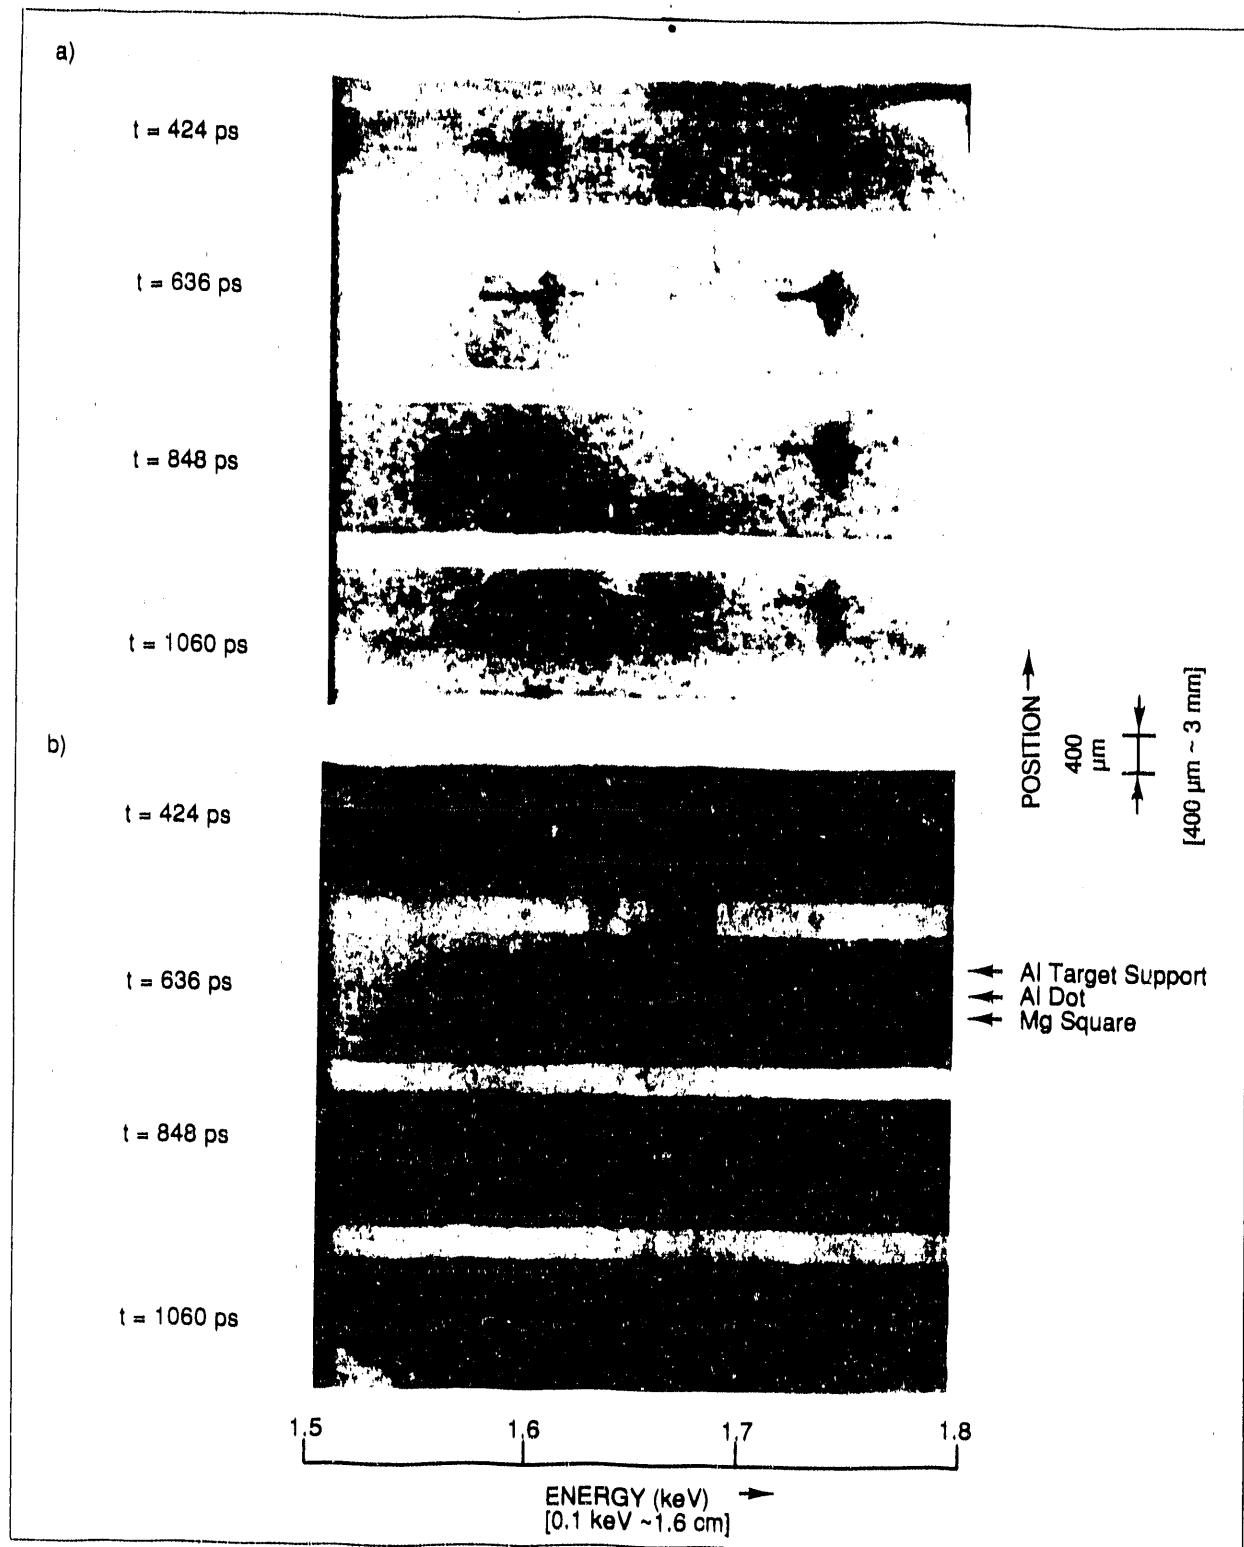 a)
t = 424 ps
t = 636 ps
t = 848 ps
t = 1060 ps
b)
t = 424 ps
t = 636 ps
t = 848 ps
t = 1060 ps
POSITION →
400
µm
[400 µm ~ 3 mm]
Al Target Support
Al Dot
Mg Square
1.5 1.6 1.7 1.8
ENERGY (keV) →
[0.1 keV ~1.6 cm]